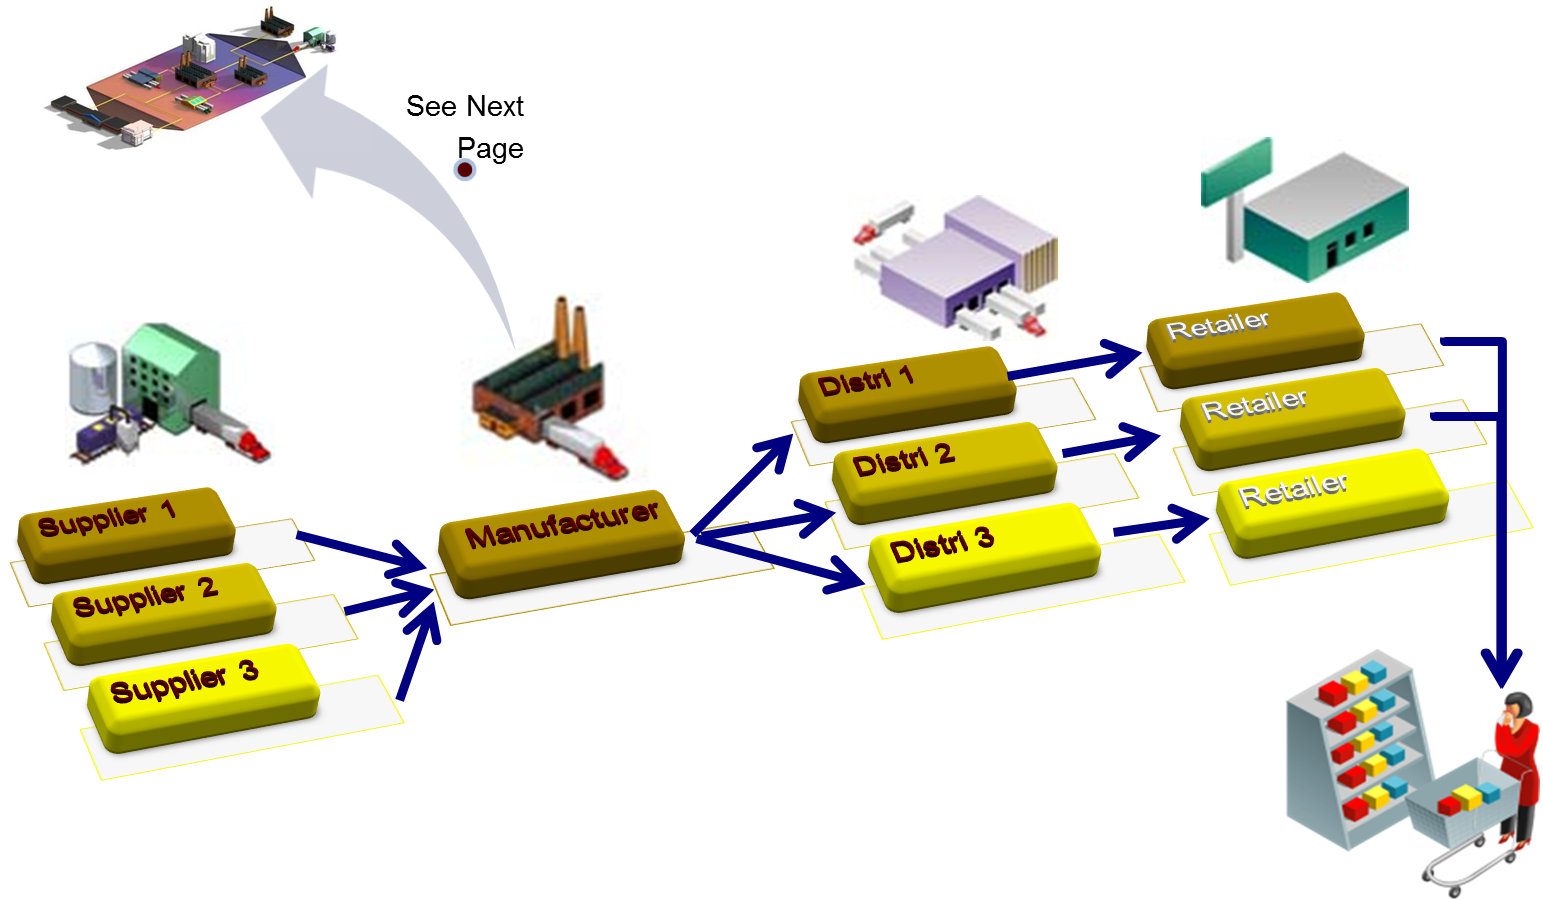 See Next
Page
Supplier 1
Supplier 2
Supplier 3
Manufacturer
Distri 1
Distri 2
Distri 3
Retailer
Retailer
Retailer